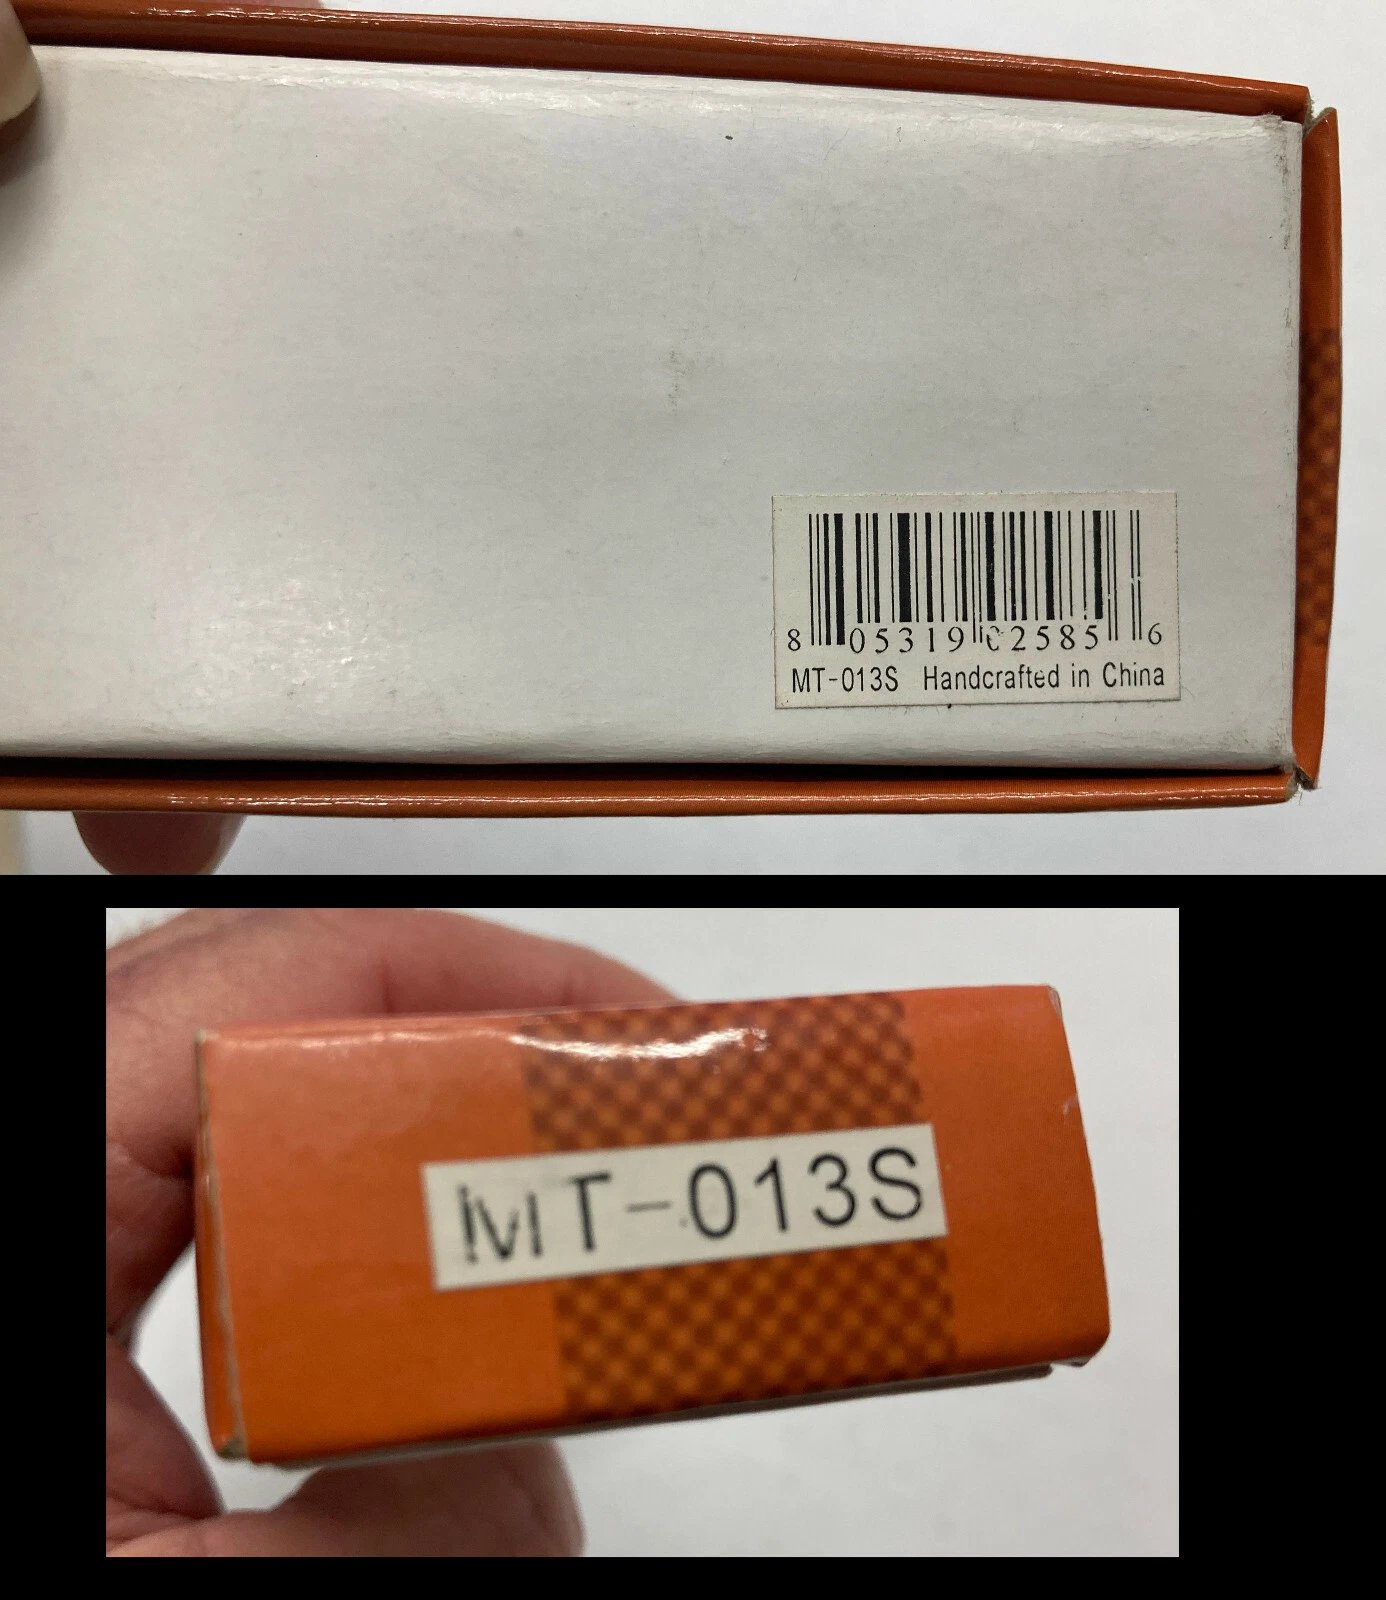 8 05319 02585 6
MT-013S Handcrafted in China
MT-013S